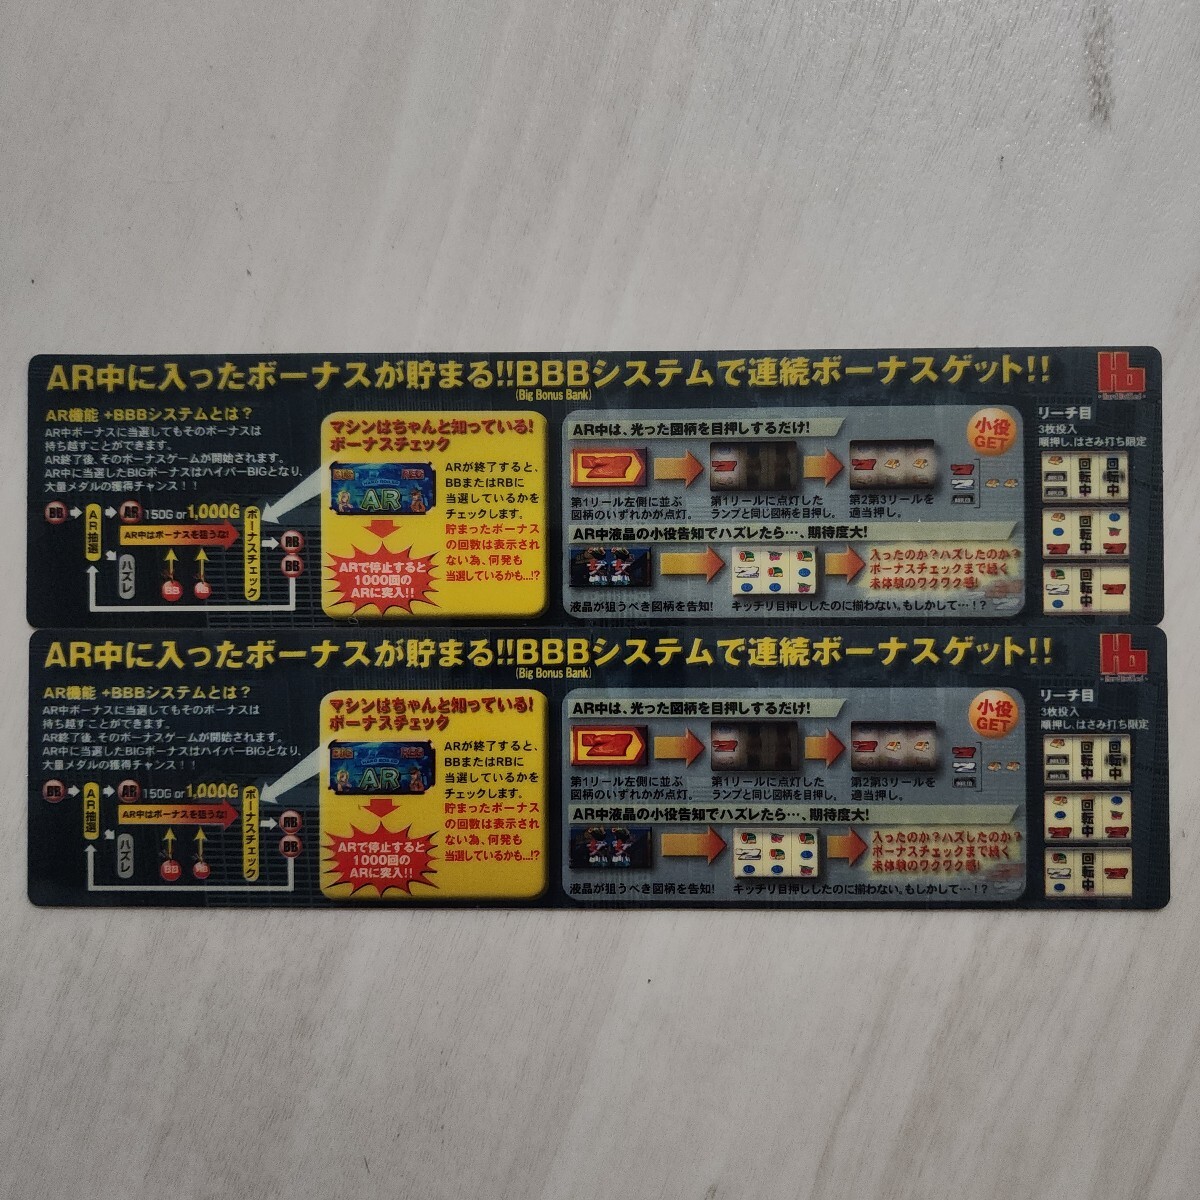 AR中に入ったボーナスが貯まる!!BBBシステムで連続ボーナスゲット!!
(Big Bonus Bank)
Hb
AR機能 +BBBシステムとは？
AR中ボーナスに当選してもそのボーナスは
持ち越すことができます。
AR終了後、そのボーナスゲームが開始されます。
AR中に当選したBIGボーナスはハイパーBIGとなり、
大量メダルの獲得チャンス！！
BB
AR抽選
AR
150G or 1,000G
AR中はボーナスを狙うな!
ハズレ
BB
RB
ボーナスチェック
RB
BB
マシンはちゃんと知っている!
ボーナスチェック
AR
ARが終了すると、
BBまたはRBに
当選しているかを
チェックします。
貯まったボーナス
の回数は表示され
ない為、何発も
当選しているかも…!?
ARで停止すると
1000回の
ARに突入!!
AR中は、光った図柄を目押しするだけ!
小役
GET
第1リール左側に並ぶ
図柄のいずれかが点灯。
第1リールに点灯した
ランプと同じ図柄を目押し。
第2第3リールを
適当押し。
AR中液晶の小役告知でハズレたら…、期待度大!
液晶が狙うべき図柄を告知!
キッチリ目押ししたのに揃わない。もしかして…!?
入ったのか?ハズしたのか?
ボーナスチェックまで続く
未体験のワクワク感!
リーチ目
3枚投入
順押し、はさみ打ち限定
回転中
回転中
回転中
回転中
AR中に入ったボーナスが貯まる!!BBBシステムで連続ボーナスゲット!!
(Big Bonus Bank)
Hb
AR機能 +BBBシステムとは？
AR中ボーナスに当選してもそのボーナスは
持ち越すことができます。
AR終了後、そのボーナスゲームが開始されます。
AR中に当選したBIGボーナスはハイパーBIGとなり、
大量メダルの獲得チャンス！！
BB
AR抽選
AR
150G or 1,000G
AR中はボーナスを狙うな!
ハズレ
BB
RB
ボーナスチェック
RB
BB
マシンはちゃんと知っている!
ボーナスチェック
AR
ARが終了すると、
BBまたはRBに
当選しているかを
チェックします。
貯まったボーナス
の回数は表示され
ない為、何発も
当選しているかも…!?
ARで停止すると
1000回の
ARに突入!!
AR中は、光った図柄を目押しするだけ!
小役
GET
第1リール左側に並ぶ
図柄のいずれかが点灯。
第1リールに点灯した
ランプと同じ図柄を目押し。
第2第3リールを
適当押し。
AR中液晶の小役告知でハズレたら…、期待度大!
液晶が狙うべき図柄を告知!
キッチリ目押ししたのに揃わない。もしかして…!?
入ったのか?ハズしたのか?
ボーナスチェックまで続く
未体験のワクワク感!
リーチ目
3枚投入
順押し、はさみ打ち限定
回転中
回転中
回転中
回転中